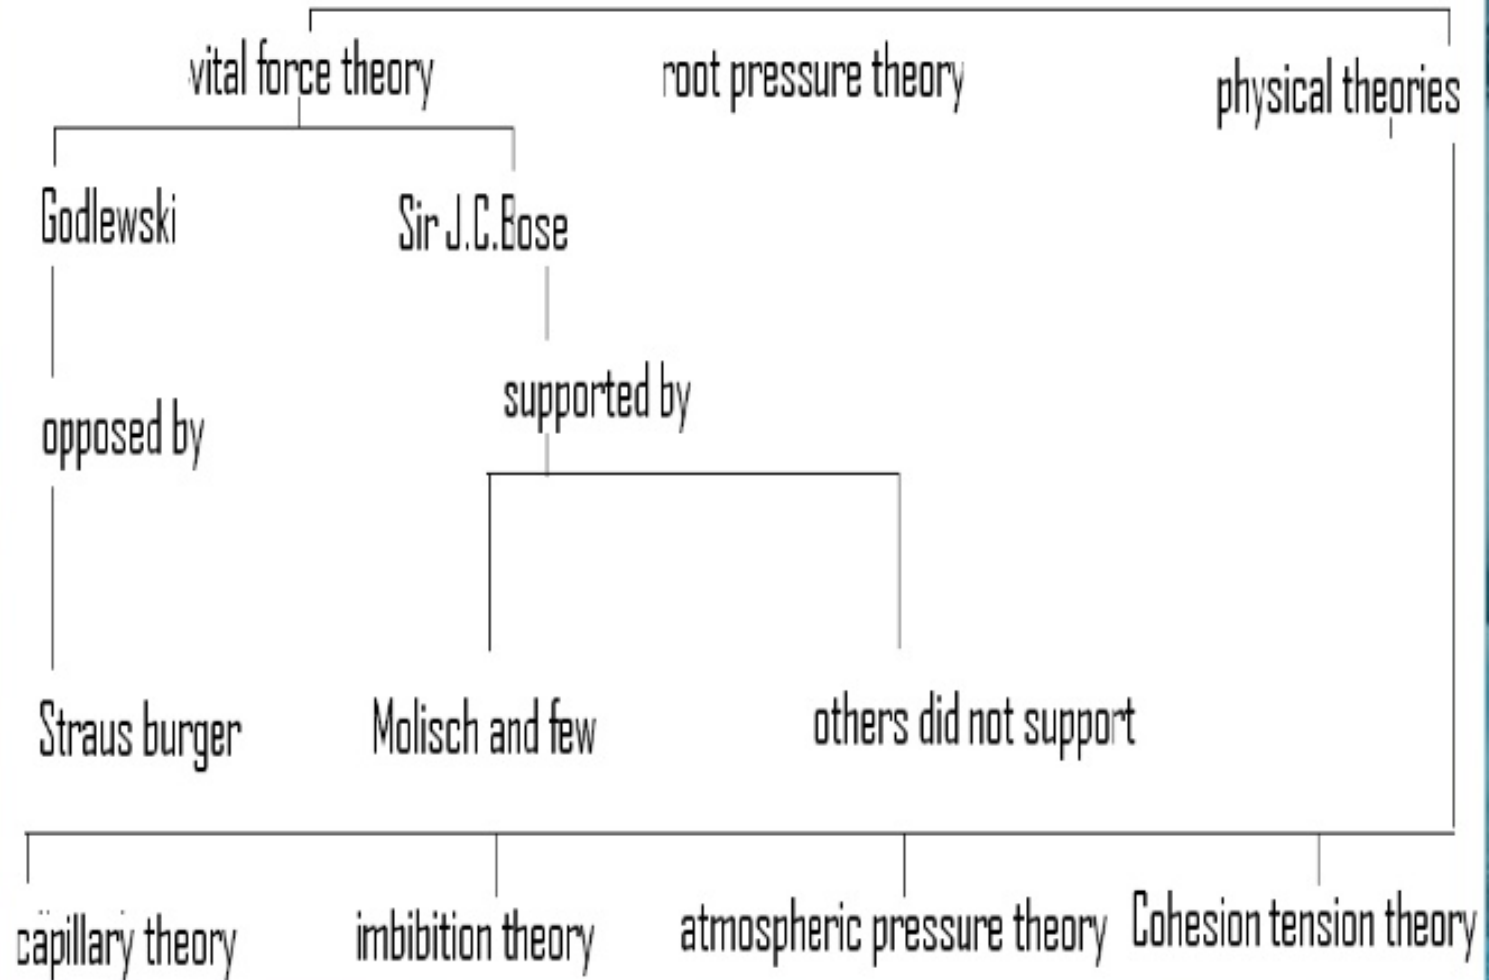 vital force theory
root pressure theory
physical theories
Godlewski
Sir J.C.Bose
supported by
opposed by
Straus burger
Molisch and few
others did not support
capillary theory
imbibition theory
atmospheric pressure theory
Cohesion tension theory